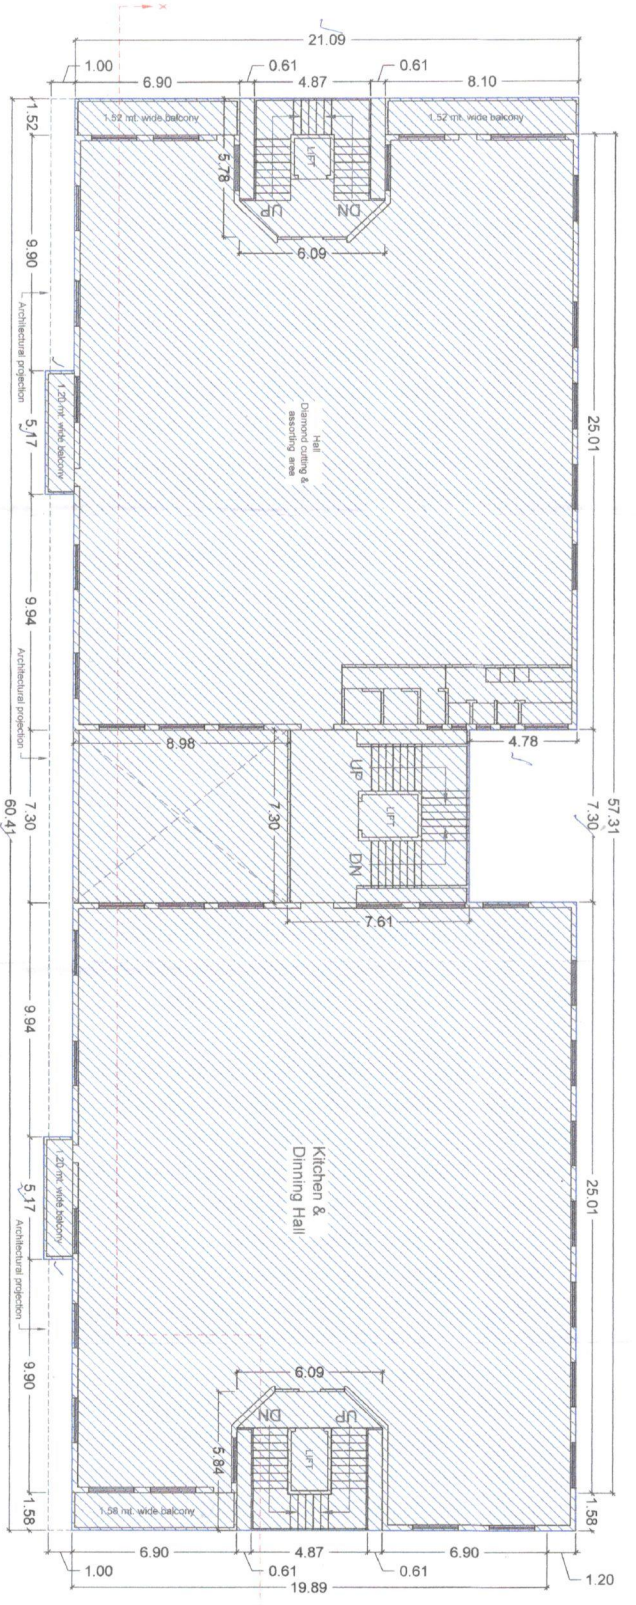 x
21.09
1.00
6.90
0.61
4.87
0.61
8.10
1.52 mt. wide balcony
1.52 mt. wide balcony
1.52
5.78
LIFT
UP
DN
6.09
9.90
Architectural projection
1.20 mt. wide balcony
5.17
Hall
Diamond cutting &
assorting area
25.01
9.94
Architectural projection
8.98
4.78
UP
LIFT
DN
7.30
7.30
7.30
57.31
60.41
7.61
9.94
Kitchen &
Dinning Hall
1.20 mt. wide balcony
5.17
Architectural projection
25.01
9.90
6.09
DN
UP
5.84
LIFT
1.58 mt. wide balcony
1.58
1.58
1.00
6.90
0.61
4.87
0.61
6.90
1.20
19.89